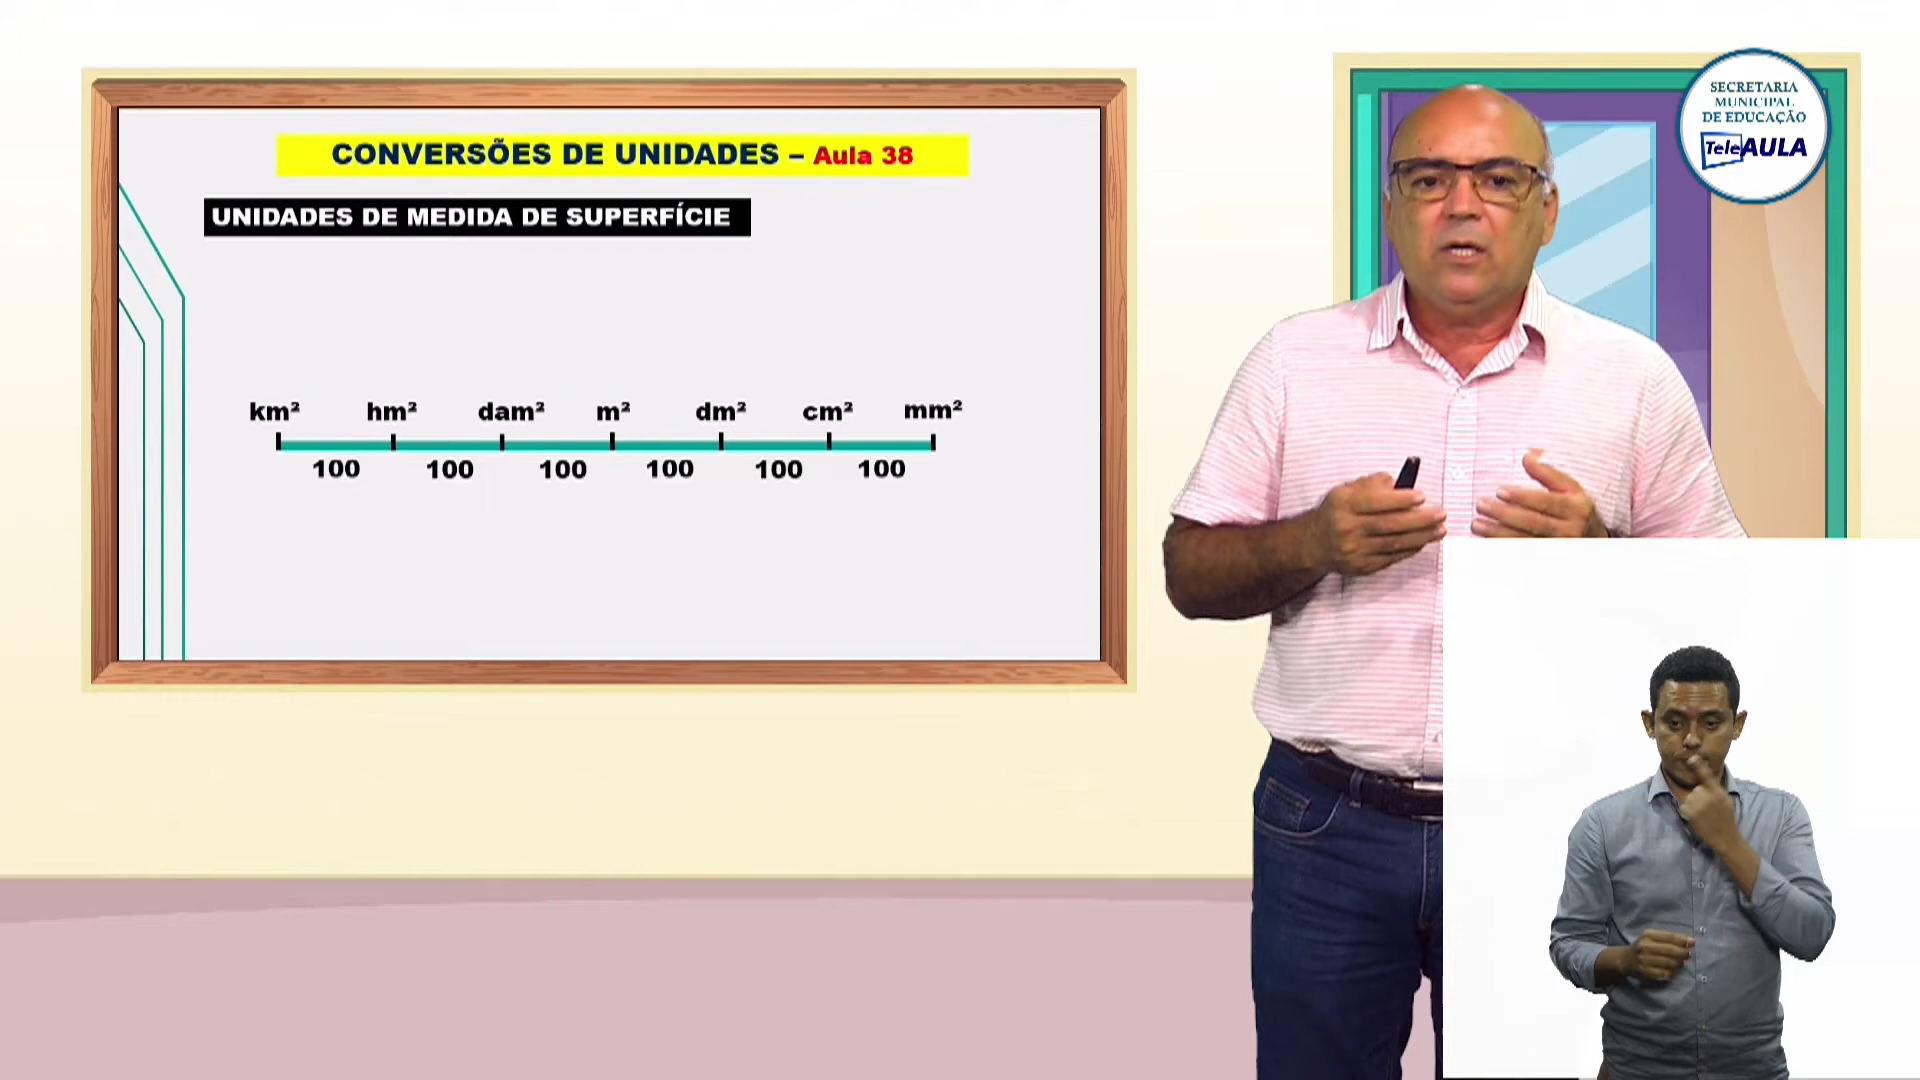 CONVERSÕES DE UNIDADES – Aula 38
UNIDADES DE MEDIDA DE SUPERFÍCIE
km² hm² dam² m² dm² cm² mm²
100 100 100 100 100 100
SECRETARIA
MUNICIPAL
DE EDUCAÇÃO
TeleAULA